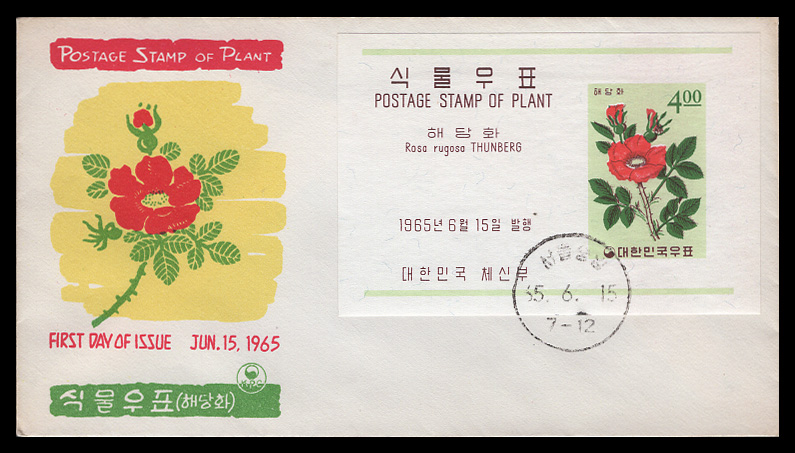 POSTAGE STAMP OF PLANT
FIRST DAY OF ISSUE JUN. 15, 1965
K.P.C
식물우표(해당화)
식물우표
POSTAGE STAMP OF PLANT
해당화
Rosa rugosa THUNBERG
1965년 6월 15일 발행
대한민국 체신부
해당화
4.00
대한민국우표
65. 6. 15
7-12